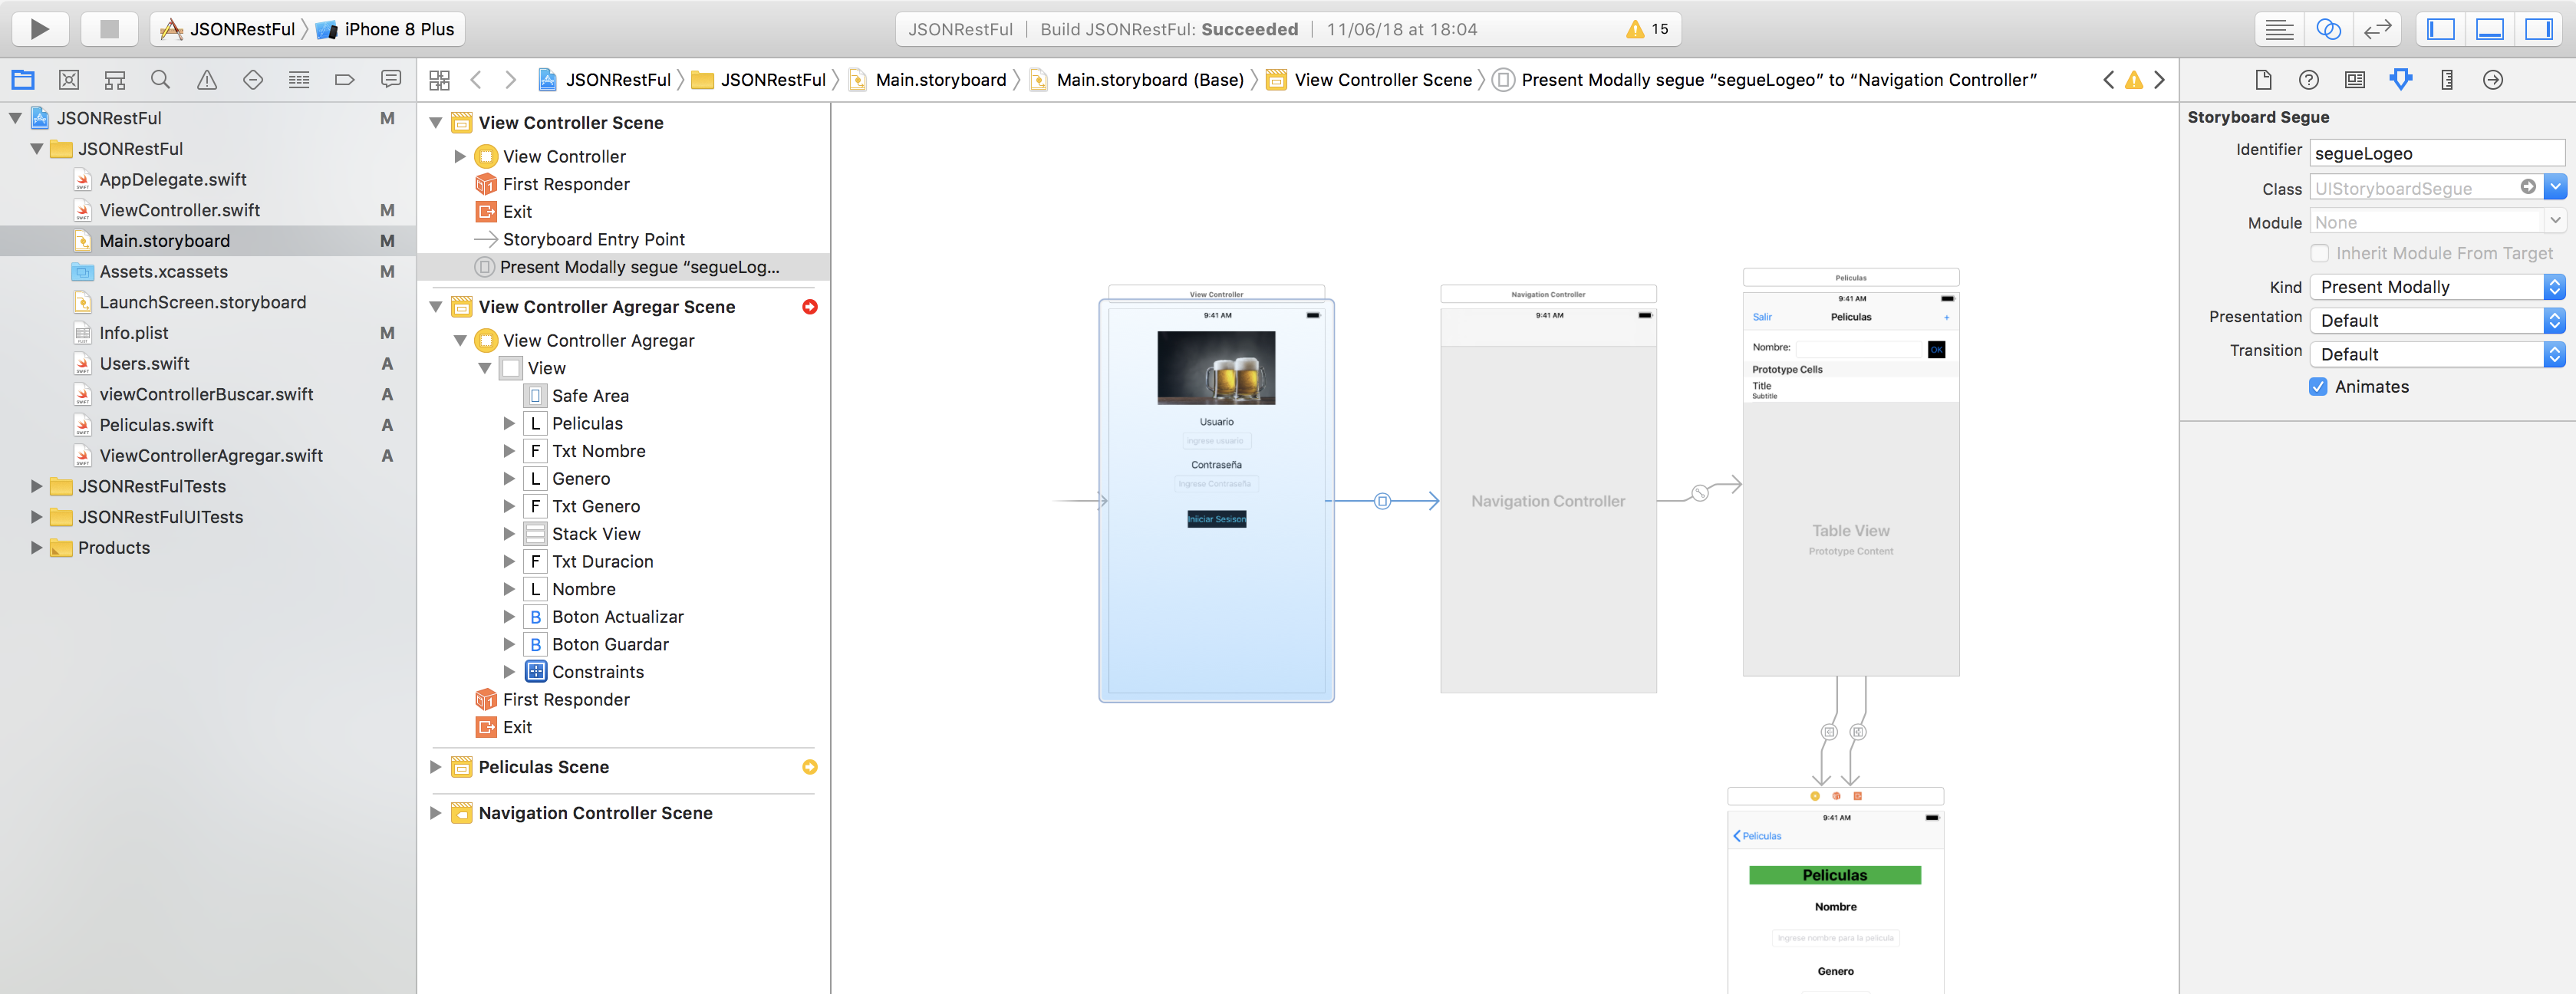 JSONRestFul
iPhone 8 Plus
JSONRestFul | Build JSONRestFul: Succeeded | 11/06/18 at 18:04
15
JSONRestFul
JSONRestFul
Main.storyboard
Main.storyboard (Base)
View Controller Scene
Present Modally segue “segueLogeo” to “Navigation Controller”
JSONRestFul M
JSONRestFul
AppDelegate.swift
ViewController.swift M
Main.storyboard M
Assets.xcassets M
LaunchScreen.storyboard
Info.plist M
Users.swift A
viewControllerBuscar.swift A
Peliculas.swift A
ViewControllerAgregar.swift A
JSONRestFulTests
JSONRestFulUITests
Products
View Controller Scene
View Controller
First Responder
Exit
Storyboard Entry Point
Present Modally segue “segueLog...
View Controller Agregar Scene
View Controller Agregar
View
Safe Area
L Peliculas
F Txt Nombre
L Genero
F Txt Genero
Stack View
F Txt Duracion
L Nombre
B Boton Actualizar
B Boton Guardar
Constraints
First Responder
Exit
Peliculas Scene
Navigation Controller Scene
View Controller
9:41 AM
Usuario
Ingrese usuario
Contraseña
Ingrese Contraseña
Iniciar Sesison
Navigation Controller
9:41 AM
Navigation Controller
Peliculas
9:41 AM
Salir Peliculas +
Nombre: OK
Prototype Cells
Title
Subtitle
Table View
Prototype Content
9:41 AM
Peliculas
Peliculas
Nombre
Ingrese nombre para la pelicula
Genero
Storyboard Segue
Identifier segueLogeo
Class UIStoryboardSegue
Module None
Inherit Module From Target
Kind Present Modally
Presentation Default
Transition Default
Animates